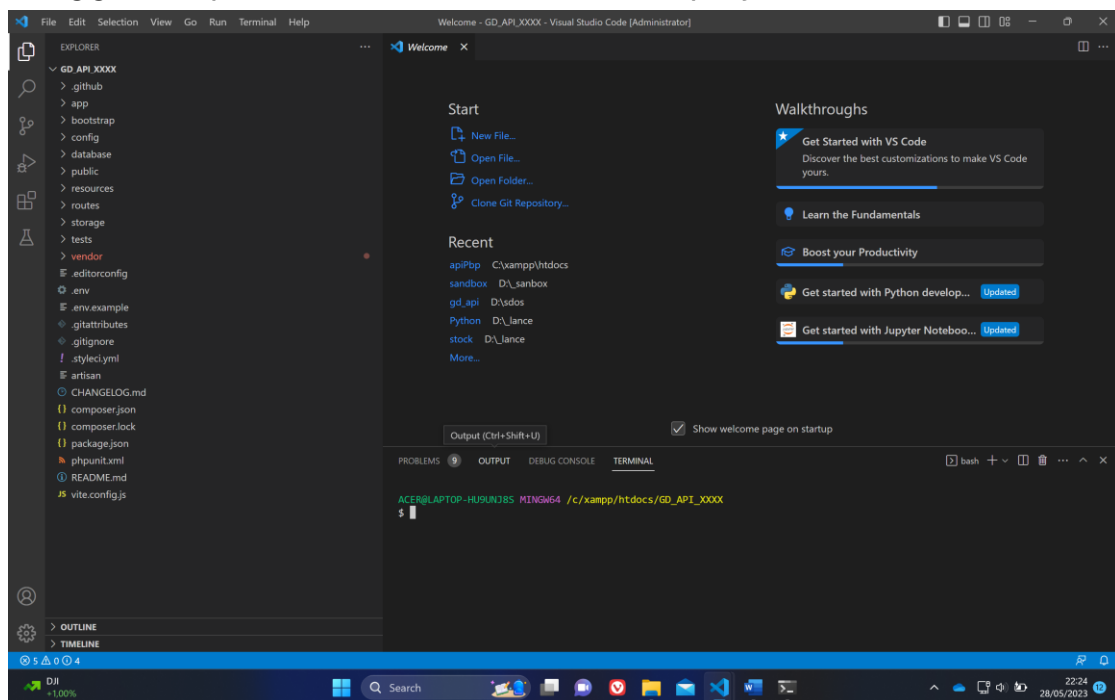 File Edit Selection View Go Run Terminal Help
Welcome - GD_API_XXXX - Visual Studio Code [Administrator]
EXPLORER
Welcome
GD_API_XXXX
.github
app
bootstrap
config
database
public
resources
routes
storage
tests
vendor
.editorconfig
.env
.env.example
.gitattributes
.gitignore
.styleci.yml
artisan
CHANGELOG.md
composer.json
composer.lock
package.json
phpunit.xml
README.md
vite.config.js
OUTLINE
TIMELINE
Start
New File...
Open File...
Open Folder...
Clone Git Repository...
Recent
apiPbp C:\xampp\htdocs
sandbox D:\_sanbox
gd_api D:\sdos
Python D:\_lance
stock D:\_lance
More...
Walkthroughs
Get Started with VS Code
Discover the best customizations to make VS Code
yours.
Learn the Fundamentals
Boost your Productivity
Get started with Python develop... Updated
Get started with Jupyter Noteboo... Updated
Show welcome page on startup
Output (Ctrl+Shift+U)
PROBLEMS 9 OUTPUT DEBUG CONSOLE TERMINAL
bash
ACER@LAPTOP-HU9UNJ8S MINGW64 /c/xampp/htdocs/GD_API_XXXX
$
5 0 4
DJI
+1,00%
Search
22:24
28/05/2023
12